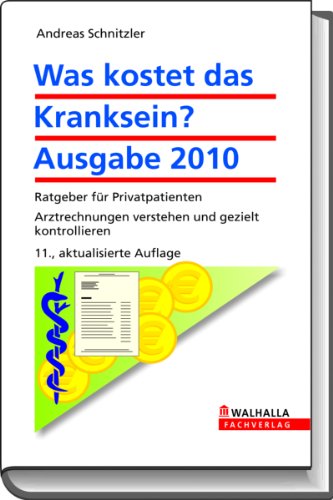 Andreas Schnitzler
Was kostet das
Kranksein?
Ausgabe 2010
Ratgeber für Privatpatienten
Arztrechnungen verstehen und gezielt
kontrollieren
11., aktualisierte Auflage
WALHALLA
FACHVERLAG